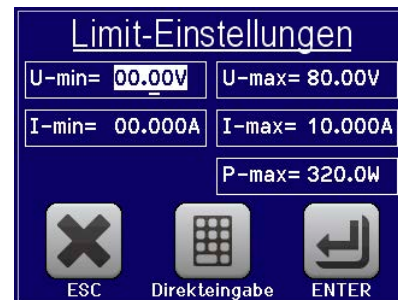 Limit-Einstellungen
U-min= 00.00V U-max= 80.00V
I-min= 00.000A I-max= 10.000A
P-max= 320.0W
ESC Direkteingabe ENTER